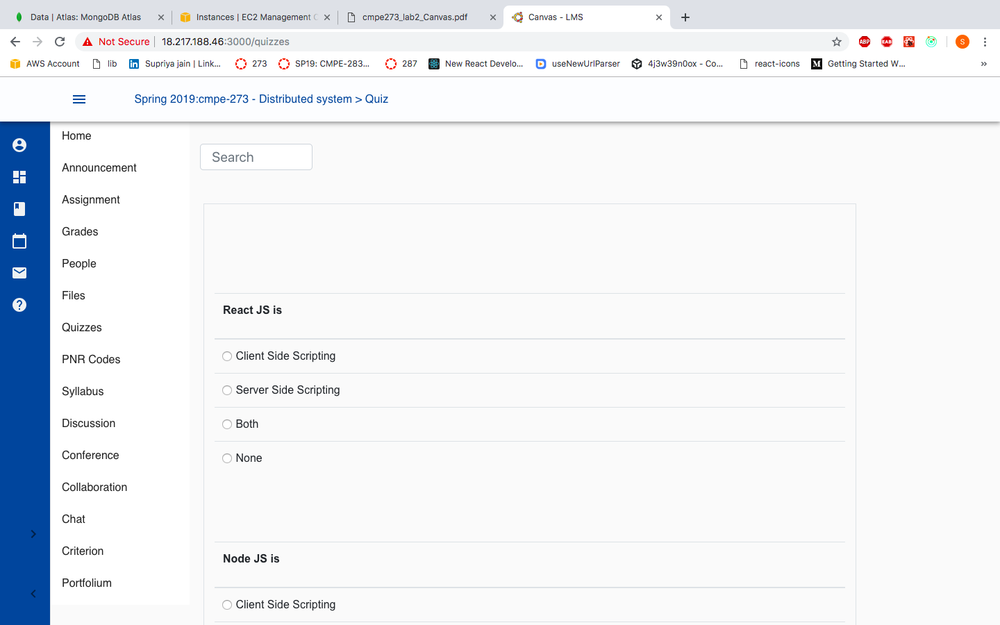 Data | Atlas: MongoDB Atlas
Instances | EC2 Management C
cmpe273_lab2_Canvas.pdf
Canvas - LMS
Not Secure
18.217.188.46:3000/quizzes
ABP
EAB
S
AWS Account
lib
Supriya jain | Link...
273
SP19: CMPE-283...
287
New React Develo...
useNewUrlParser
4j3w39n0ox - Co...
react-icons
Getting Started W...
Spring 2019:cmpe-273 - Distributed system > Quiz
Home
Announcement
Assignment
Grades
People
Files
Quizzes
PNR Codes
Syllabus
Discussion
Conference
Collaboration
Chat
Criterion
Portfolium
Search
React JS is
Client Side Scripting
Server Side Scripting
Both
None
Node JS is
Client Side Scripting